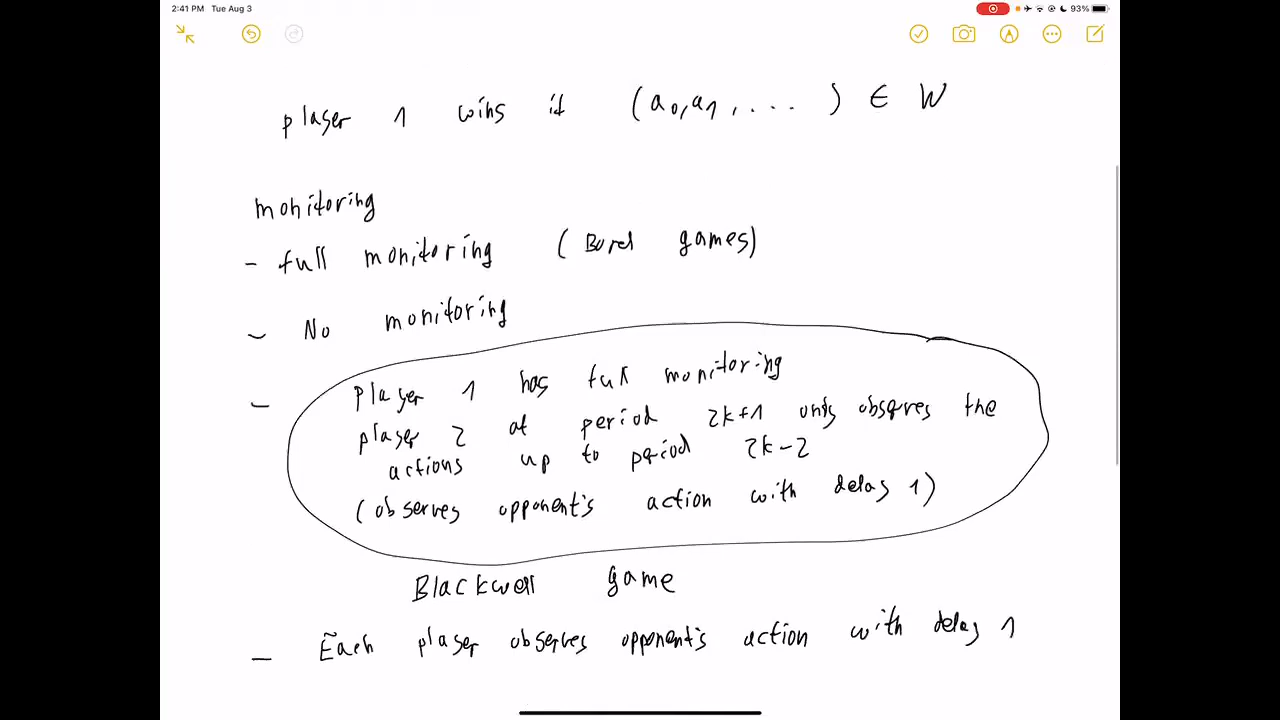 2:41 PM Tue Aug 3
93%
player 1 wins if (a0,a1, .... ) ∈ W
monitoring
- full monitoring (Borel games)
- No monitoring
- player 1 has full monitoring
player 2 at period 2k+1 only observes the
actions up to period 2k-2
(observes opponent's action with delay 1)
Blackwell game
- Each player observes opponent's action with delay 1